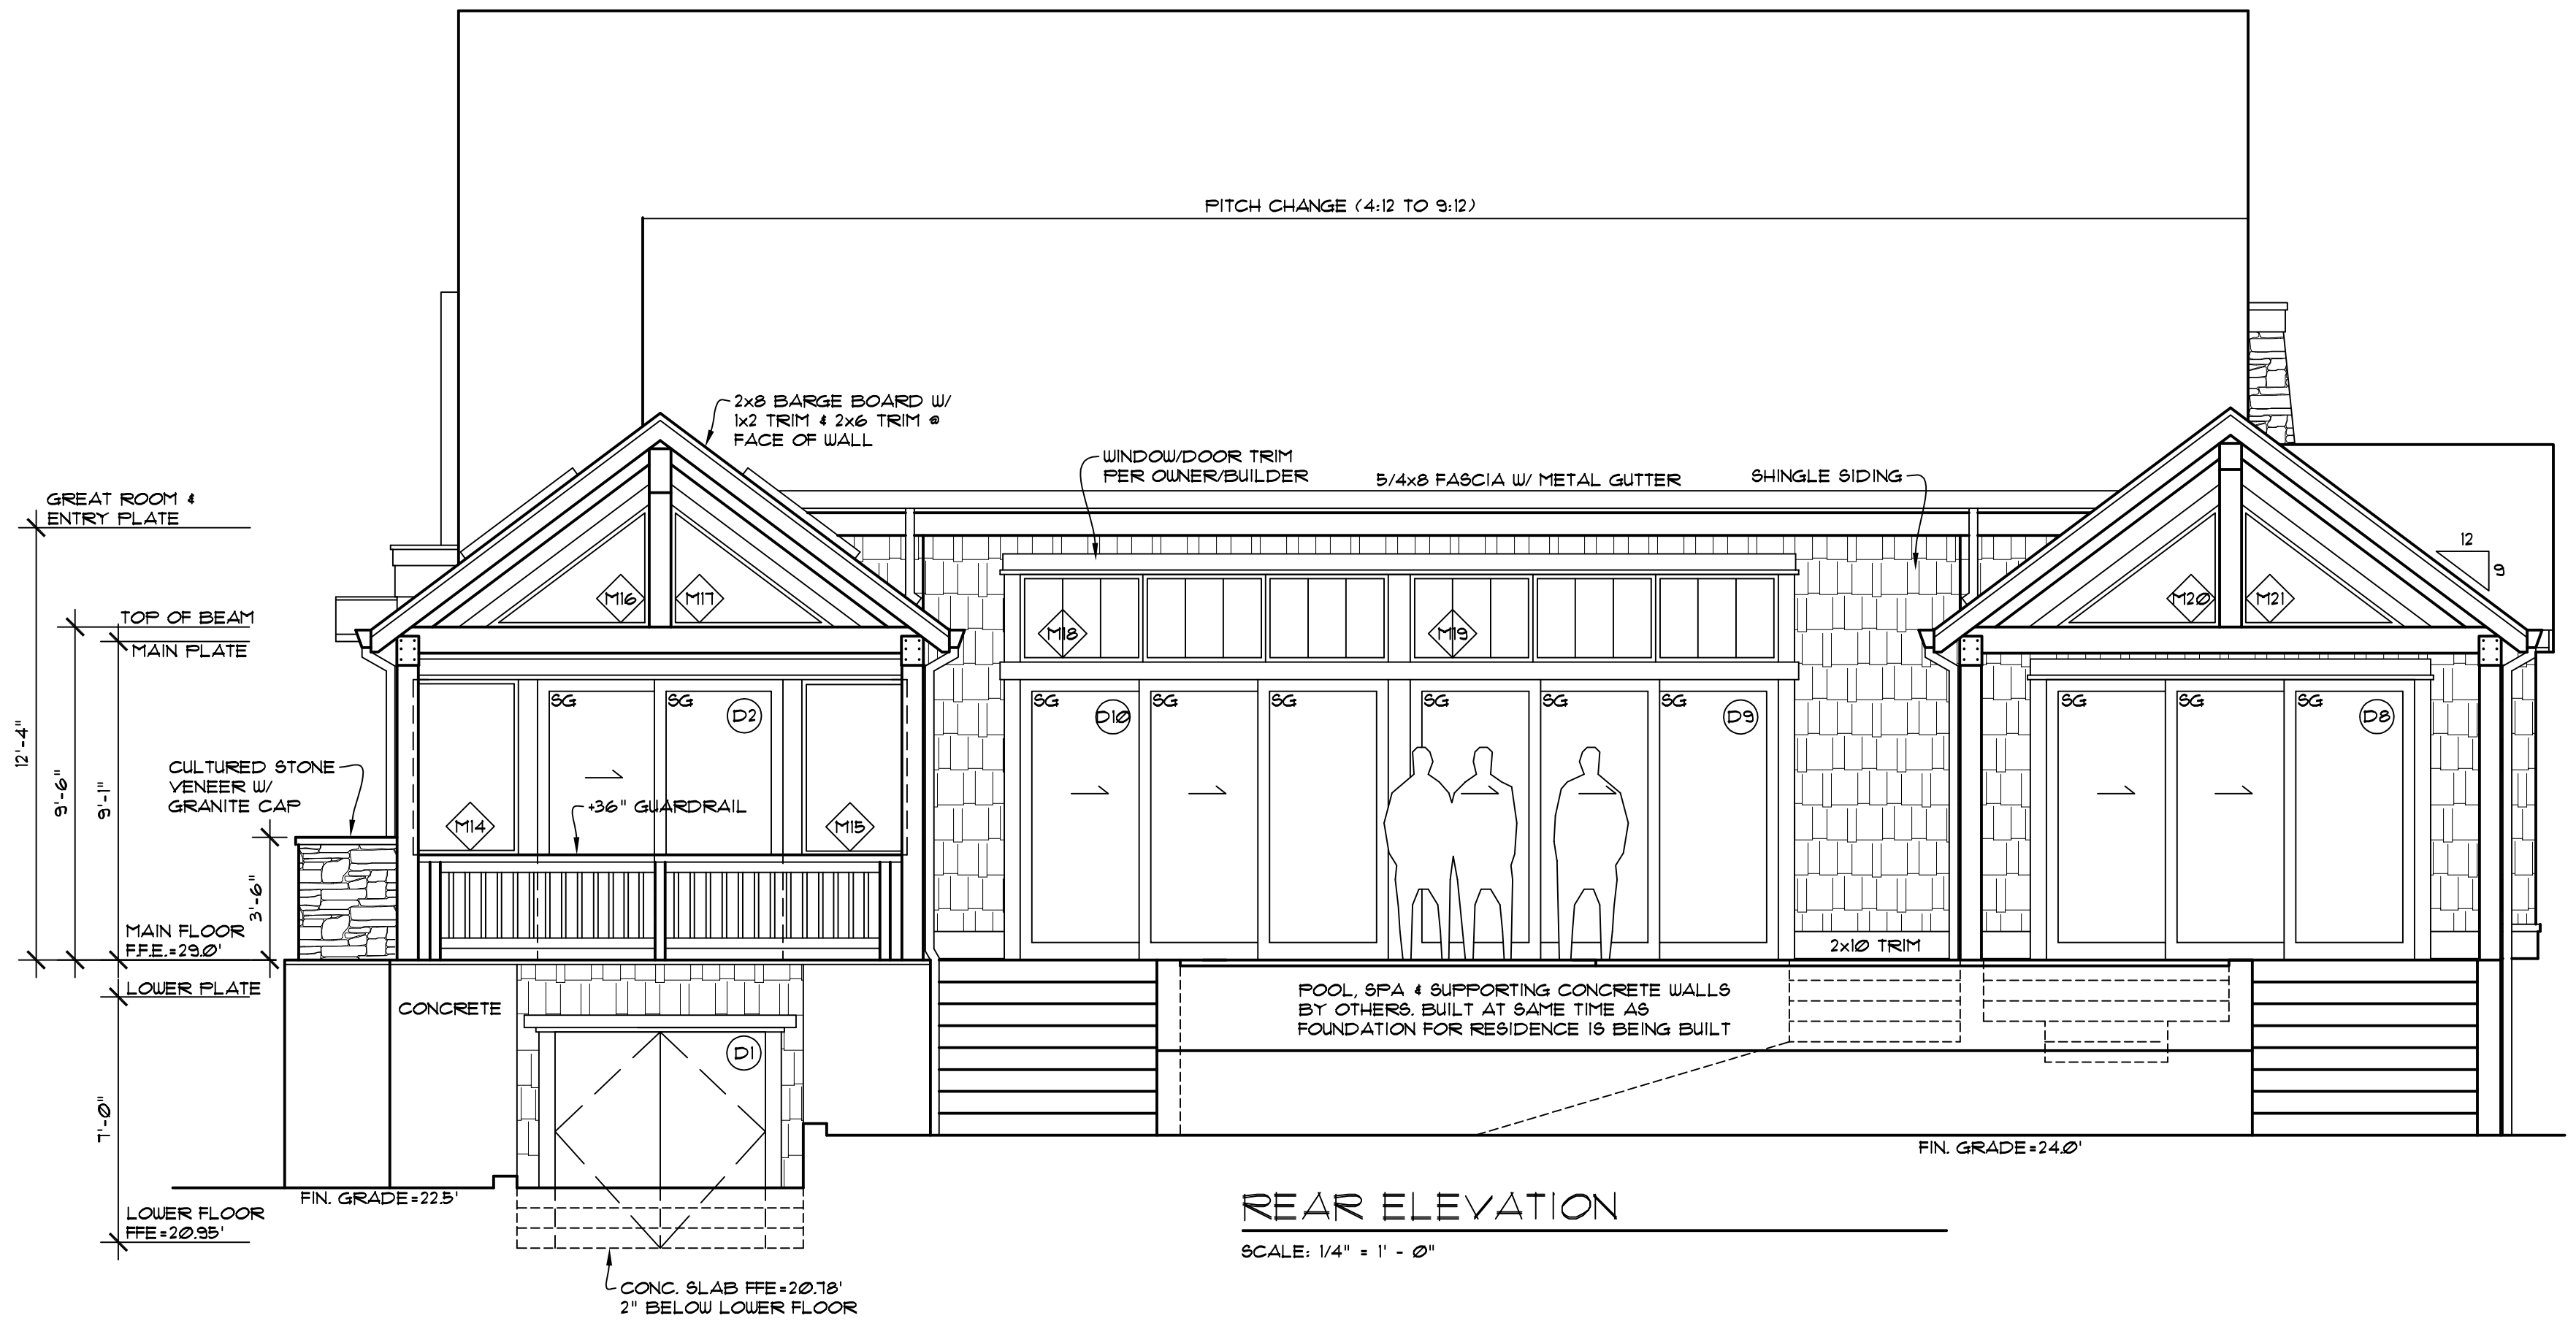 PITCH CHANGE (4:12 TO 9:12)
2x8 BARGE BOARD W/
1x2 TRIM & 2x6 TRIM @
FACE OF WALL
WINDOW/DOOR TRIM
PER OWNER/BUILDER
5/4x8 FASCIA W/ METAL GUTTER
SHINGLE SIDING
GREAT ROOM &
ENTRY PLATE
12
9
M16
M17
M20
M21
TOP OF BEAM
MAIN PLATE
M18
M19
SG
SG
D2
SG
D10
SG
SG
SG
SG
SG
D9
SG
SG
SG
D8
12'-4"
9'-6"
9'-1"
CULTURED STONE
VENEER W/
GRANITE CAP
+36" GUARDRAIL
M14
M15
3'-6"
MAIN FLOOR
F.F.E.=29.0'
2x10 TRIM
LOWER PLATE
CONCRETE
POOL, SPA & SUPPORTING CONCRETE WALLS
BY OTHERS. BUILT AT SAME TIME AS
FOUNDATION FOR RESIDENCE IS BEING BUILT
D1
7'-0"
FIN. GRADE=24.0'
FIN. GRADE=22.5'
LOWER FLOOR
FFE=20.95'
REAR ELEVATION
SCALE: 1/4" = 1' - 0"
CONC. SLAB FFE=20.78'
2" BELOW LOWER FLOOR